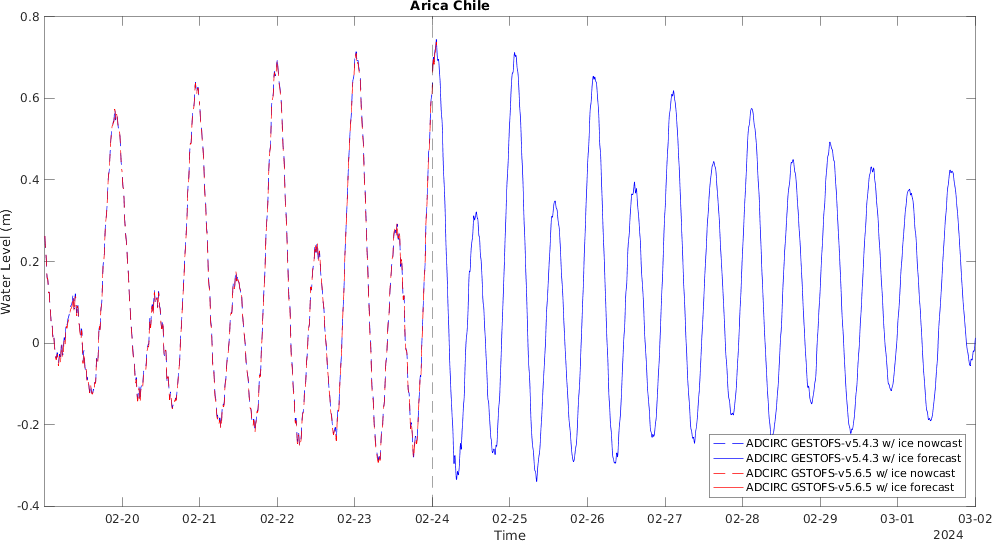 Arica Chile
0.8
0.6
0.4
0.2
0
-0.2
-0.4
Water Level (m)
02-20 02-21 02-22 02-23 02-24 02-25 02-26 02-27 02-28 02-29 03-01 03-02
Time
2024
ADCIRC GESTOFS-v5.4.3 w/ ice nowcast
ADCIRC GESTOFS-v5.4.3 w/ ice forecast
ADCIRC GSTOFS-v5.6.5 w/ ice nowcast
ADCIRC GSTOFS-v5.6.5 w/ ice forecast